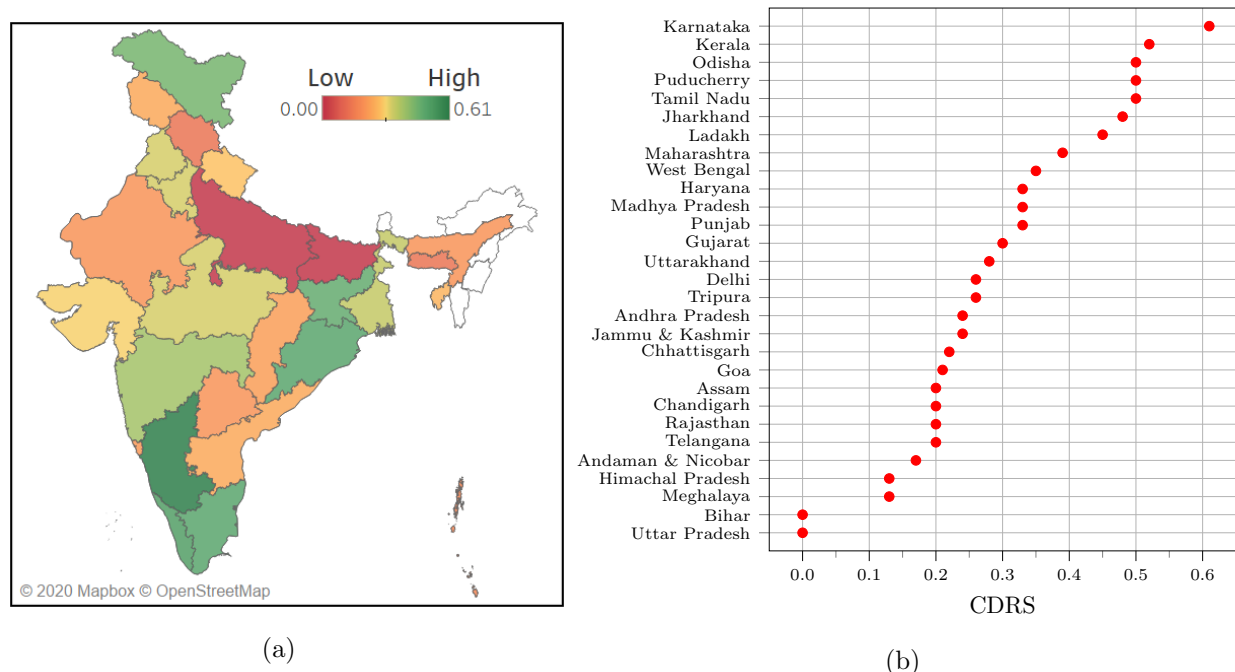 Low High
0.00 0.61
© 2020 Mapbox © OpenStreetMap
(a)
Karnataka
Kerala
Odisha
Puducherry
Tamil Nadu
Jharkhand
Ladakh
Maharashtra
West Bengal
Haryana
Madhya Pradesh
Punjab
Gujarat
Uttarakhand
Delhi
Tripura
Andhra Pradesh
Jammu & Kashmir
Chhattisgarh
Goa
Assam
Chandigarh
Rajasthan
Telangana
Andaman & Nicobar
Himachal Pradesh
Meghalaya
Bihar
Uttar Pradesh
0.0 0.1 0.2 0.3 0.4 0.5 0.6
CDRS
(b)